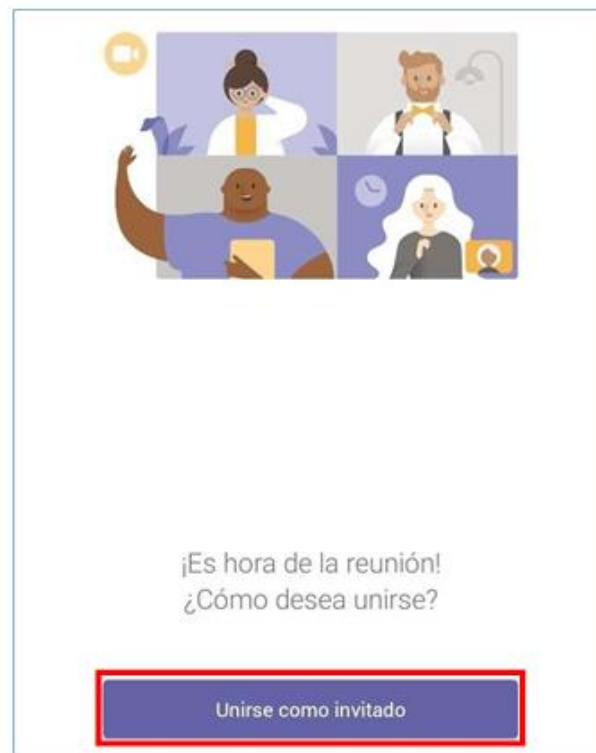 ¡Es hora de la reunión!
¿Cómo desea unirse?
Unirse como invitado